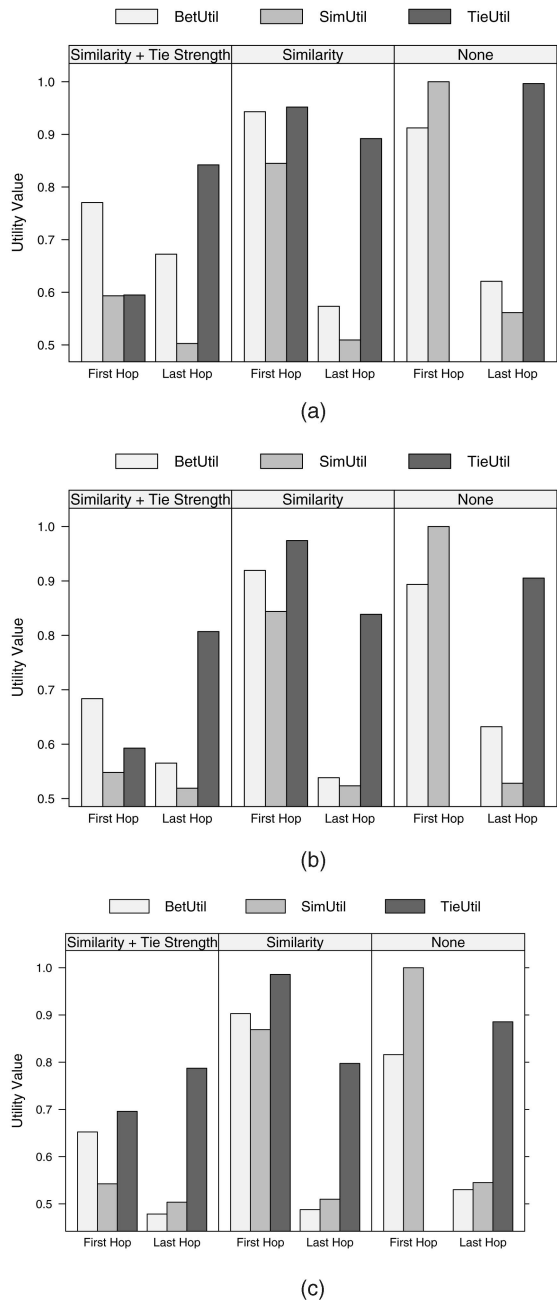 BetUtil SimUtil TieUtil
Similarity + Tie Strength Similarity None
1.0
0.9
0.8
0.7
0.6
0.5
Utility Value
First Hop Last Hop First Hop Last Hop First Hop Last Hop
(a)
BetUtil SimUtil TieUtil
Similarity + Tie Strength Similarity None
1.0
0.9
0.8
0.7
0.6
0.5
Utility Value
First Hop Last Hop First Hop Last Hop First Hop Last Hop
(b)
BetUtil SimUtil TieUtil
Similarity + Tie Strength Similarity None
1.0
0.9
0.8
0.7
0.6
0.5
Utility Value
First Hop Last Hop First Hop Last Hop First Hop Last Hop
(c)